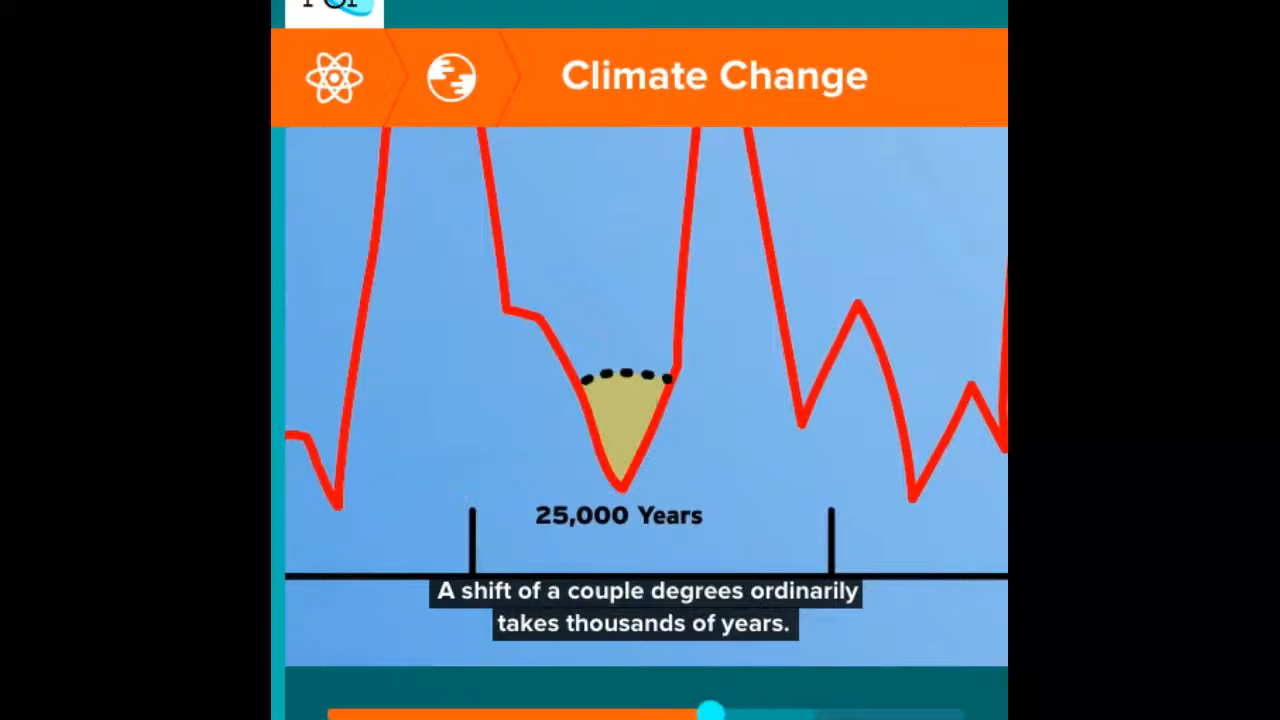 Climate Change
25,000 Years
A shift of a couple degrees ordinarily
takes thousands of years.